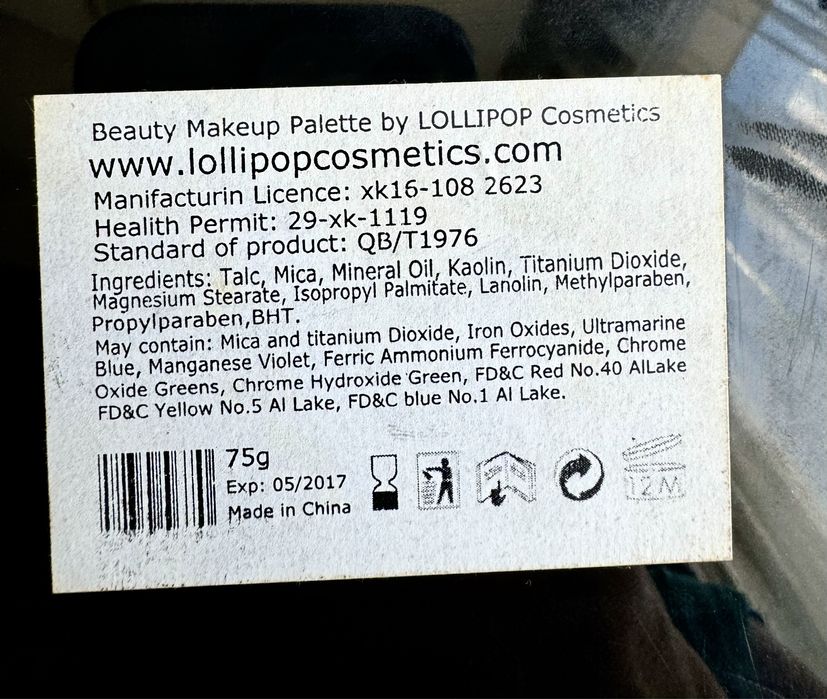 Beauty Makeup Palette by LOLLIPOP Cosmetics
www.lollipopcosmetics.com
Manifacturin Licence: xk16-108 2623
Healith Permit: 29-xk-1119
Standard of product: QB/T1976
Ingredients: Talc, Mica, Mineral Oil, Kaolin, Titanium Dioxide,
Magnesium Stearate, Isopropyl Palmitate, Lanolin, Methylparaben,
Propylparaben,BHT.
May contain: Mica and titanium Dioxide, Iron Oxides, Ultramarine
Blue, Manganese Violet, Ferric Ammonium Ferrocyanide, Chrome
Oxide Greens, Chrome Hydroxide Green, FD&C Red No.40 AlLake
FD&C Yellow No.5 Al Lake, FD&C blue No.1 Al Lake.
75g
Exp: 05/2017
Made in China
12M